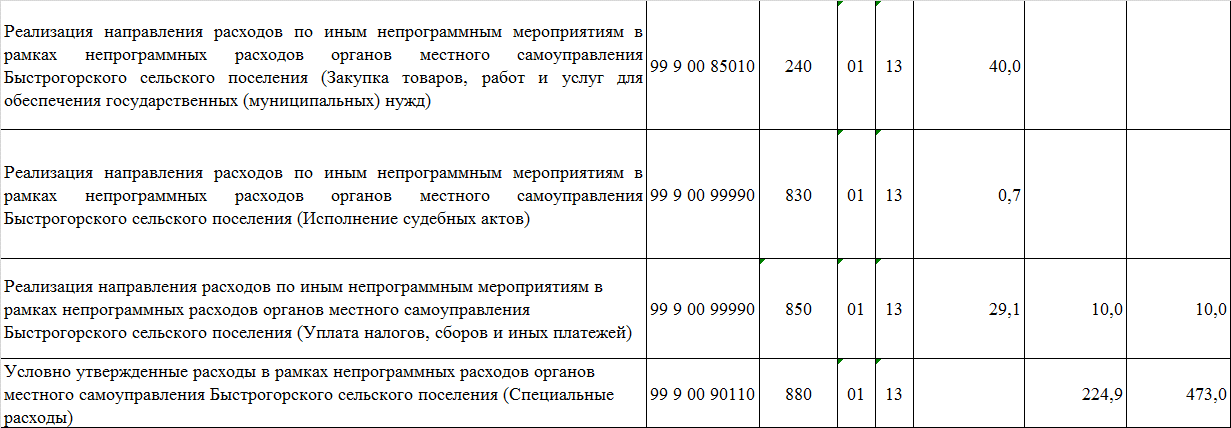 Реализация направления расходов по иным непрограммным мероприятиям в
рамках непрограммных расходов органов местного самоуправления
Быстрогорского сельского поселения (Закупка товаров, работ и услуг для
обеспечения государственных (муниципальных) нужд)
99 9 00 85010 240 01 13 40,0
Реализация направления расходов по иным непрограммным мероприятиям в
рамках непрограммных расходов органов местного самоуправления
Быстрогорского сельского поселения (Исполнение судебных актов)
99 9 00 99990 830 01 13 0,7
Реализация направления расходов по иным непрограммным мероприятиям в
рамках непрограммных расходов органов местного самоуправления
Быстрогорского сельского поселения (Уплата налогов, сборов и иных платежей)
99 9 00 99990 850 01 13 29,1 10,0 10,0
Условно утвержденные расходы в рамках непрограммных расходов органов
местного самоуправления Быстрогорского сельского поселения (Специальные
расходы)
99 9 00 90110 880 01 13 224,9 473,0